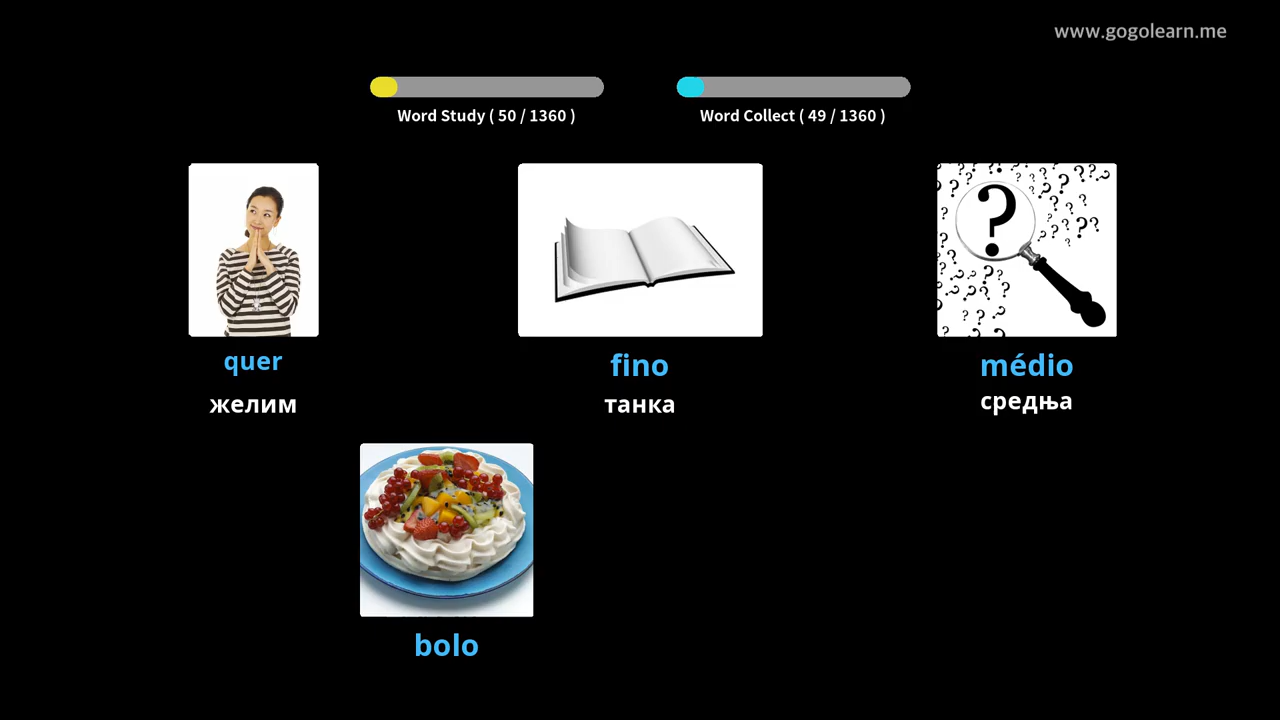 www.gogolearn.me
Word Study ( 50 / 1360 )
Word Collect ( 49 / 1360 )
quer
fino
médio
желим
танка
средња
bolo